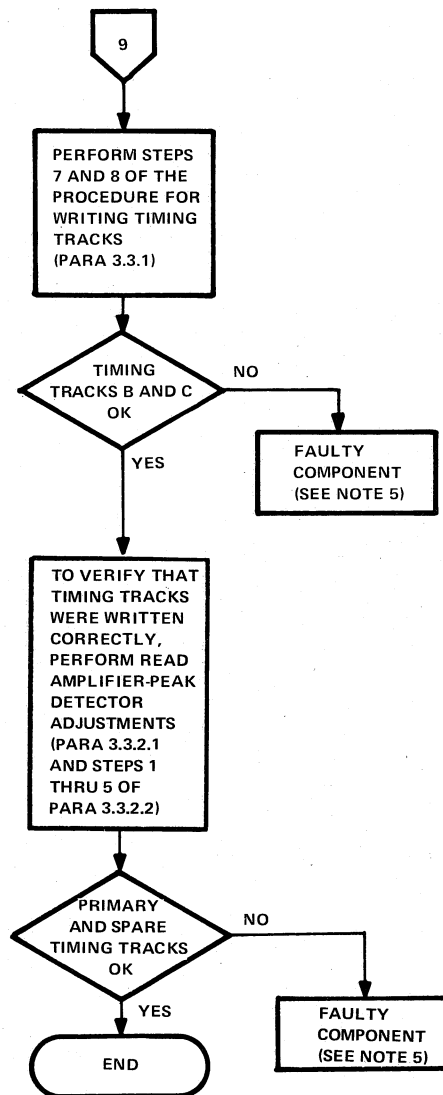 9
PERFORM STEPS
7 AND 8 OF THE
PROCEDURE FOR
WRITING TIMING
TRACKS
(PARA 3.3.1)
TIMING
TRACKS B AND C
OK
NO
YES
FAULTY
COMPONENT
(SEE NOTE 5)
TO VERIFY THAT
TIMING TRACKS
WERE WRITTEN
CORRECTLY,
PERFORM READ
AMPLIFIER-PEAK
DETECTOR
ADJUSTMENTS
(PARA 3.3.2.1
AND STEPS 1
THRU 5 OF
PARA 3.3.2.2)
PRIMARY
AND SPARE
TIMING TRACKS
OK
NO
YES
FAULTY
COMPONENT
(SEE NOTE 5)
END